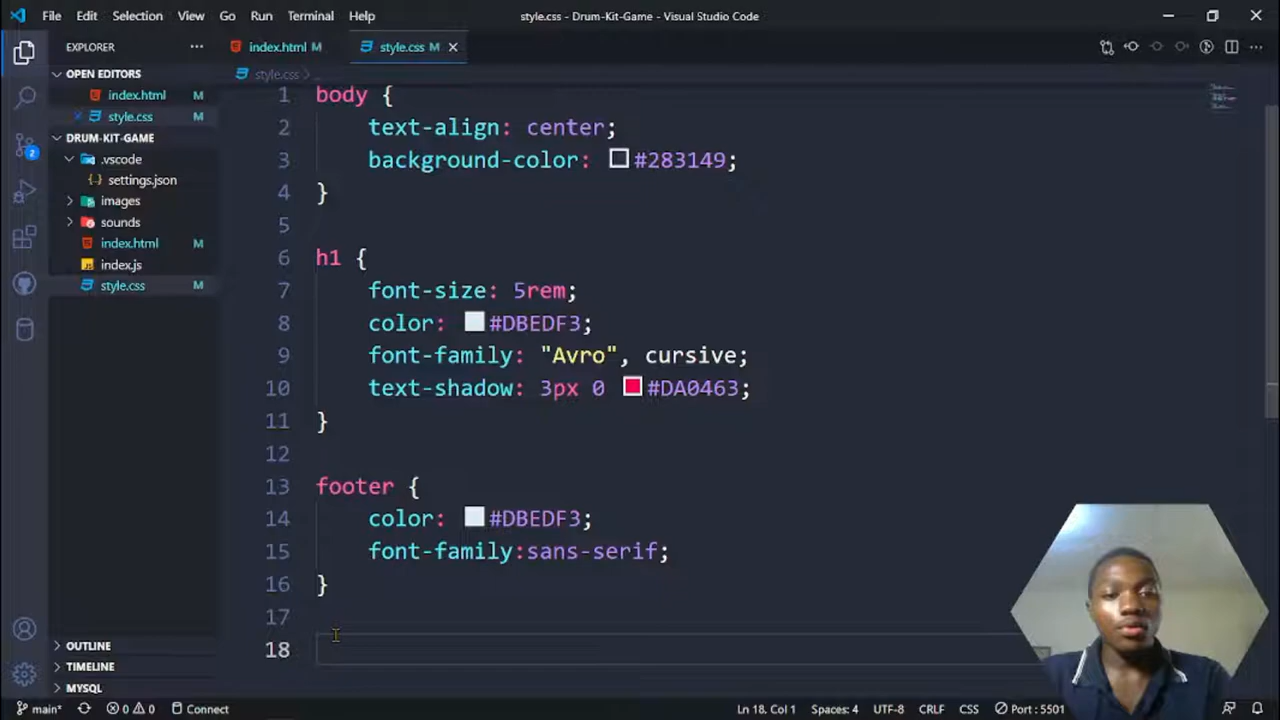 File Edit Selection View Go Run Terminal Help style.css - Drum-Kit-Game - Visual Studio Code
EXPLORER ... index.html M style.css M
OPEN EDITORS style.css > ...
index.html M
style.css M
DRUM-KIT-GAME
.vscode
{} settings.json
images
sounds
index.html M
index.js
style.css M
2
1 body {
2 text-align: center;
3 background-color: #283149;
4 }
5
6 h1 {
7 font-size: 5rem;
8 color: #DBEDF3;
9 font-family: "Avro", cursive;
10 text-shadow: 3px 0 #DA0463;
11 }
12
13 footer {
14 color: #DBEDF3;
15 font-family:sans-serif;
16 }
17
18
OUTLINE
TIMELINE
MYSQL
main* 0 0 Connect Ln 18, Col 1 Spaces: 4 UTF-8 CRLF CSS Port : 5501